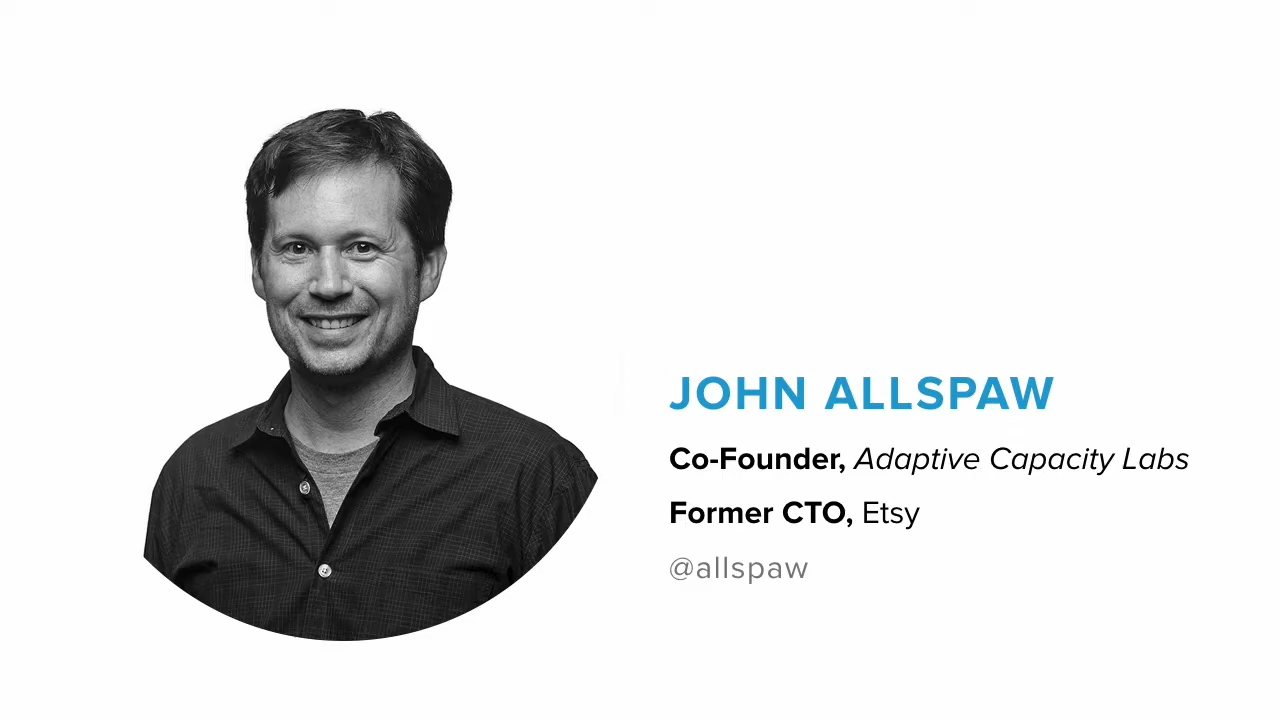 JOHN ALLSPAW
Co-Founder, Adaptive Capacity Labs
Former CTO, Etsy
@allspaw